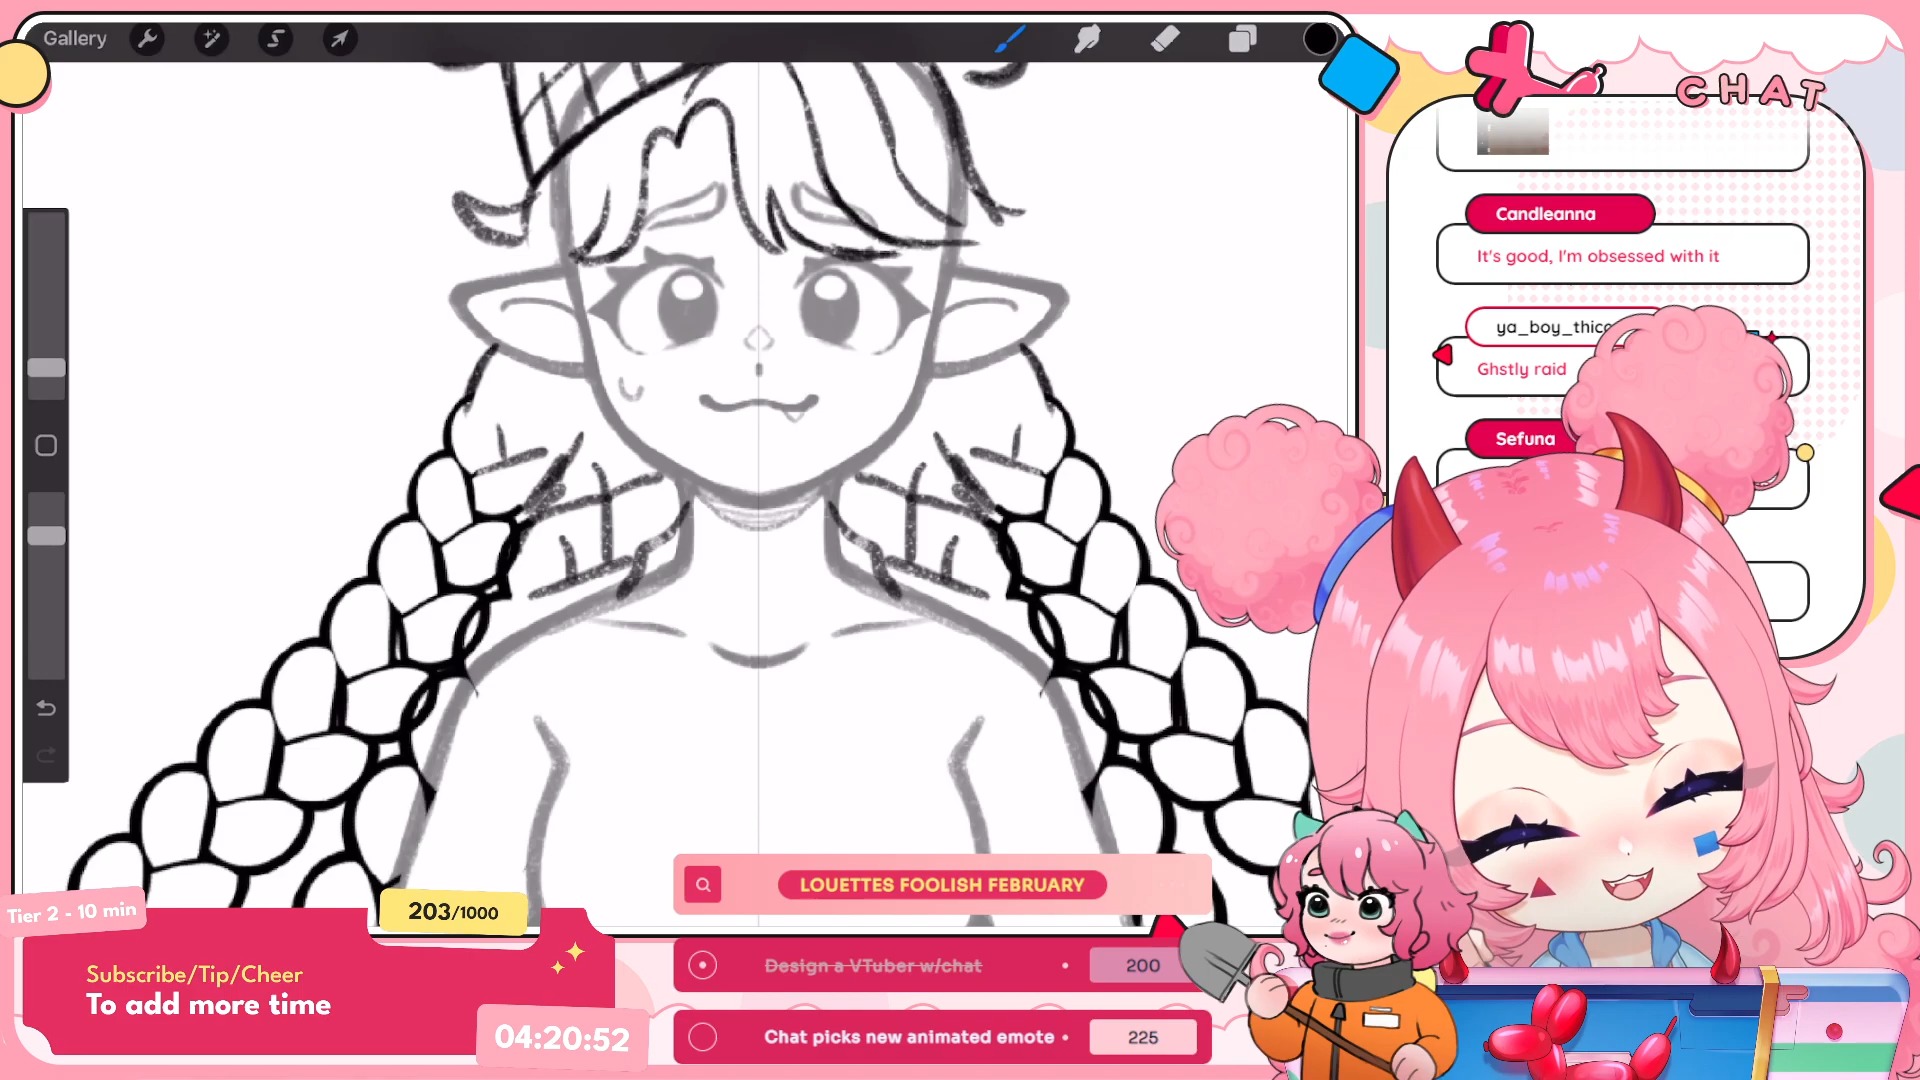 Gallery
CHAT
Candleanna
It's good, I'm obsessed with it
Ghstly raid
Sefuna
LOUETTES FOOLISH FEBRUARY
Tier 2 - 10 min
203/1000
Subscribe/Tip/Cheer
To add more time
04:20:52
Design a VTuber w/chat • 200
Chat picks new animated emote • 225